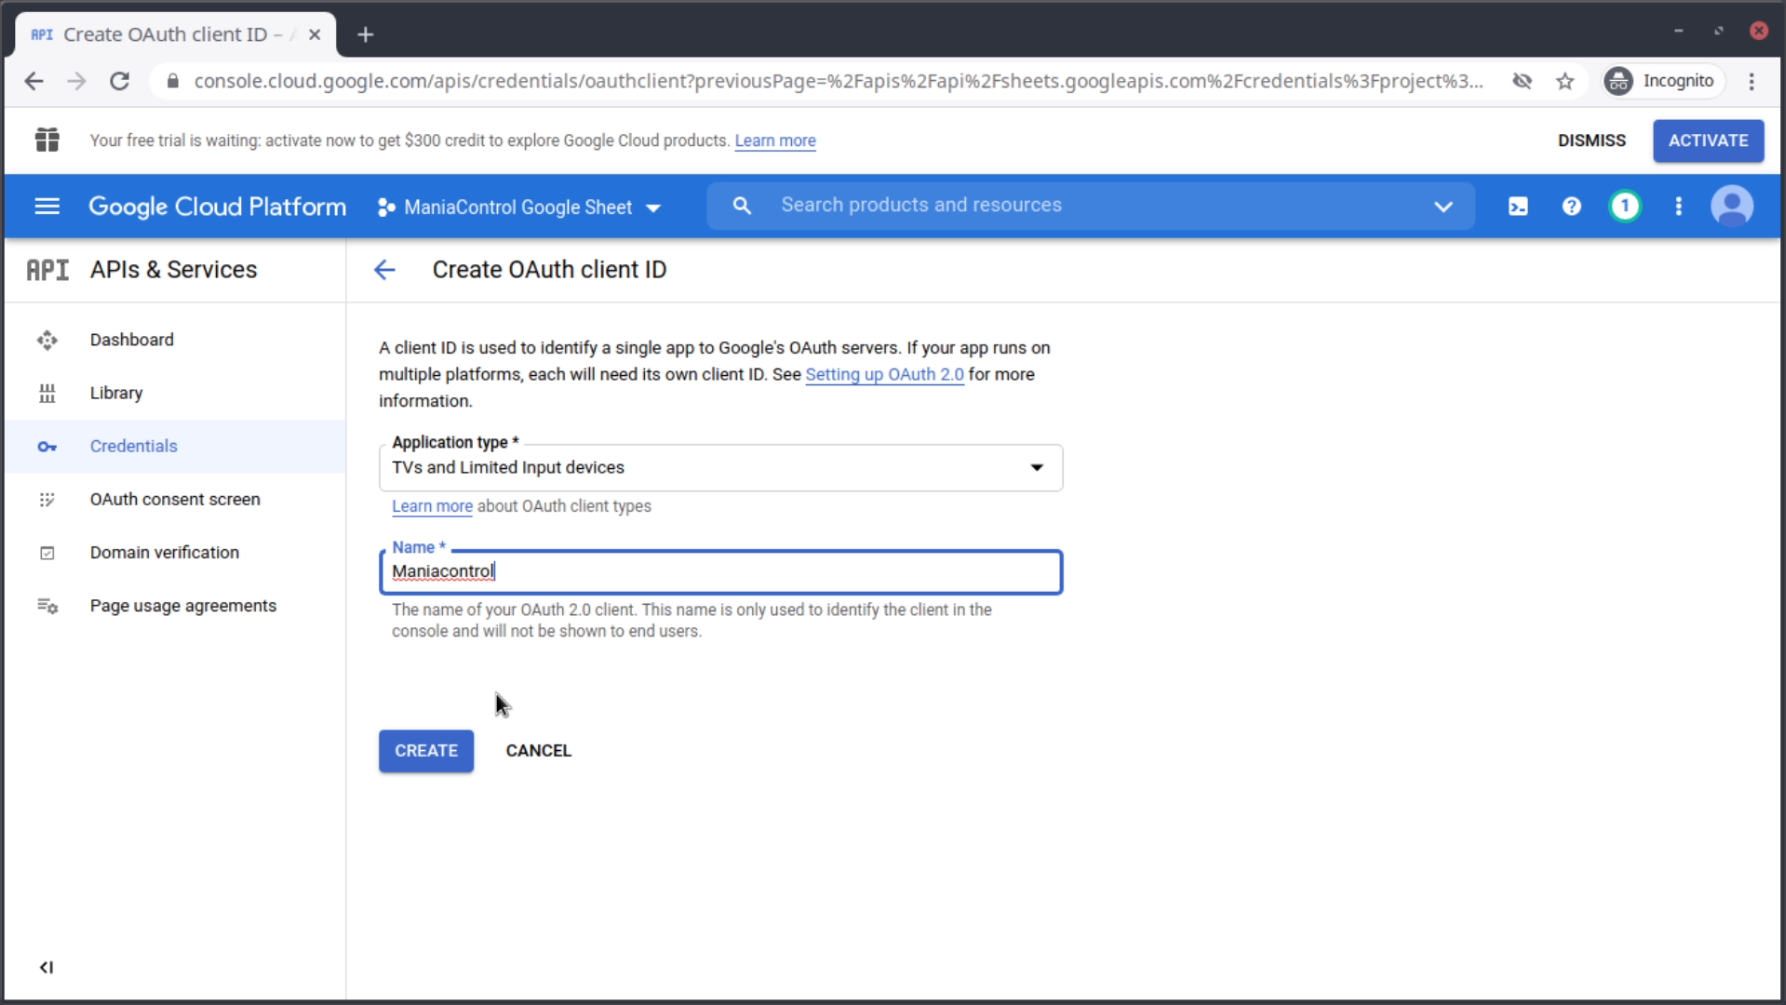 API Create OAuth client ID –
console.cloud.google.com/apis/credentials/oauthclient?previousPage=%2Fapis%2Fapi%2Fsheets.googleapis.com%2Fcredentials%3Fproject%3...
Incognito
Your free trial is waiting: activate now to get $300 credit to explore Google Cloud products. Learn more
DISMISS
ACTIVATE
Google Cloud Platform
ManiaControl Google Sheet
Search products and resources
1
API APIs & Services
Create OAuth client ID
Dashboard
Library
Credentials
OAuth consent screen
Domain verification
Page usage agreements
A client ID is used to identify a single app to Google's OAuth servers. If your app runs on
multiple platforms, each will need its own client ID. See Setting up OAuth 2.0 for more
information.
Application type *
TVs and Limited Input devices
Learn more about OAuth client types
Name *
Maniacontrol
The name of your OAuth 2.0 client. This name is only used to identify the client in the
console and will not be shown to end users.
CREATE
CANCEL